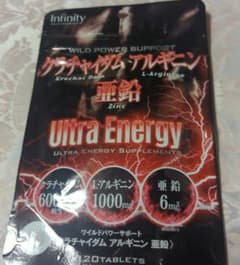 Infinity
WILD POWER SUPPORT
クラチャイダム アルギニン
Krachai Dam
L-Arginine
亜鉛
Zinc
Ultra Energy
ULTRA ENERGY SUPPLEMENTS
クラチャイダム L-アルギニン 亜鉛
1000mg 6mg
ワイルドパワーサポート
クラチャイダム アルギニン 亜鉛
120TABLETS